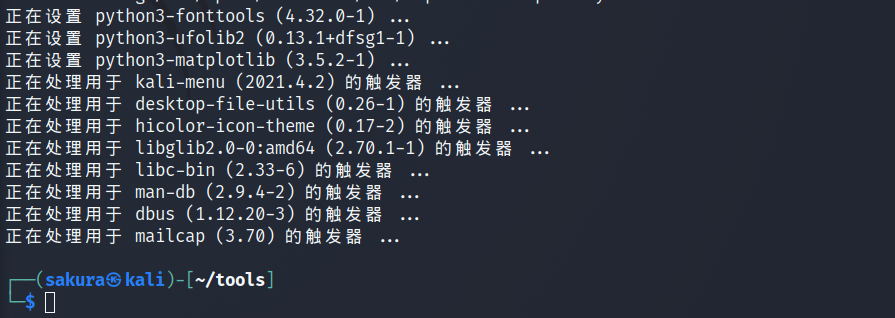 正在设置 python3-fonttools (4.32.0-1) ...
正在设置 python3-ufolib2 (0.13.1+dfsg1-1) ...
正在设置 python3-matplotlib (3.5.2-1) ...
正在处理用于 kali-menu (2021.4.2) 的触发器 ...
正在处理用于 desktop-file-utils (0.26-1) 的触发器 ...
正在处理用于 hicolor-icon-theme (0.17-2) 的触发器 ...
正在处理用于 libglib2.0-0:amd64 (2.70.1-1) 的触发器 ...
正在处理用于 libc-bin (2.33-6) 的触发器 ...
正在处理用于 man-db (2.9.4-2) 的触发器 ...
正在处理用于 dbus (1.12.20-3) 的触发器 ...
正在处理用于 mailcap (3.70) 的触发器 ...
┌──(sakura㉿kali)-[~/tools]
└─$